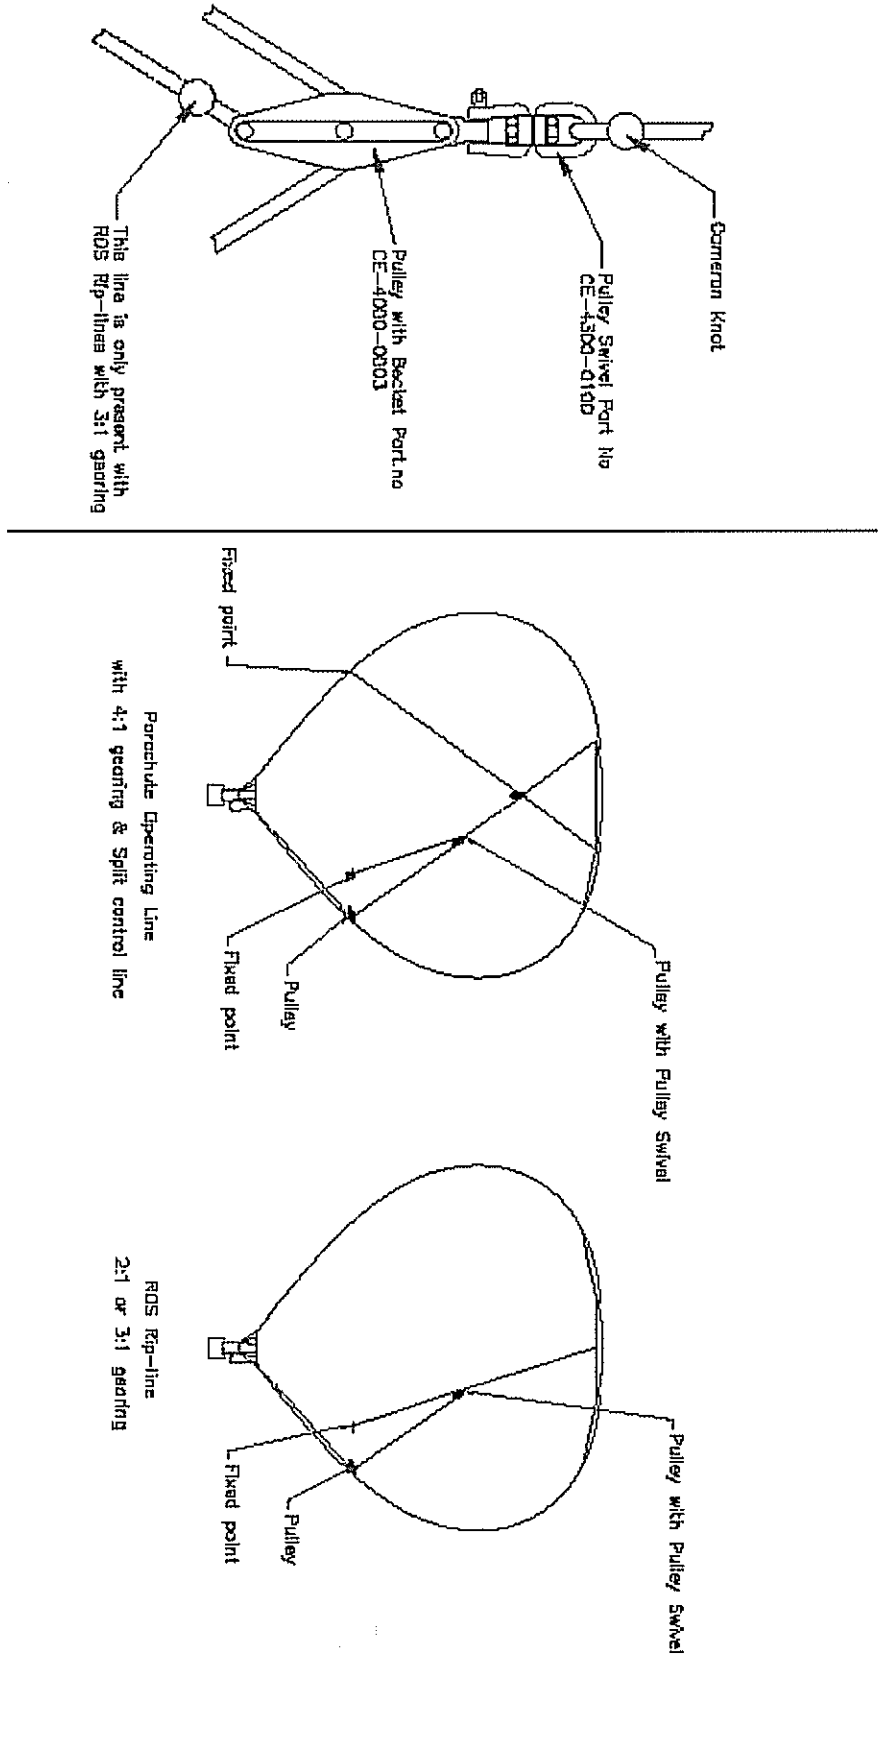 Cameron Knot
Pulley Swivel Part No
CE-4300-0100
Pulley with Becket Part.no
CE-4000-0003
This line is only present with
RDS Rip-lines with 3:1 gearing
Pulley with Pulley Swivel
Fixed point
Pulley
Fixed point
Parachute Operating Line
with 4:1 gearing & Split control line
Pulley with Pulley Swivel
Pulley
Fixed point
RDS Rip-line
2:1 or 3:1 gearing